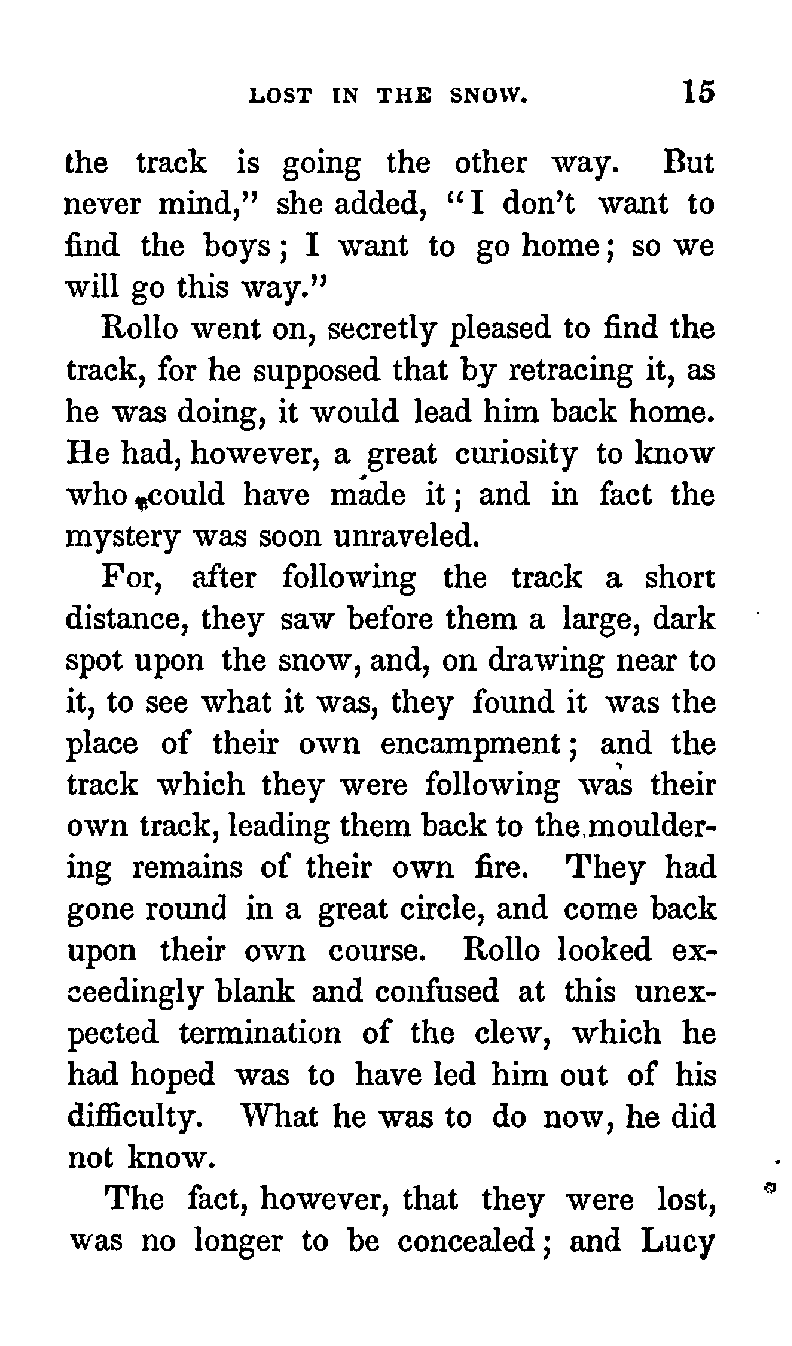 LOST IN THE SNOW. 15
the track is going the other way. But
never mind,” she added, “I don’t want to
find the boys; I want to go home; so we
will go this way.”
Rollo went on, secretly pleased to find the
track, for he supposed that by retracing it, as
he was doing, it would lead him back home.
He had, however, a great curiosity to know
who could have made it; and in fact the
mystery was soon unraveled.
For, after following the track a short
distance, they saw before them a large, dark
spot upon the snow, and, on drawing near to
it, to see what it was, they found it was the
place of their own encampment; and the
track which they were following was their
own track, leading them back to the moulder-
ing remains of their own fire. They had
gone round in a great circle, and come back
upon their own course. Rollo looked ex-
ceedingly blank and confused at this unex-
pected termination of the clew, which he
had hoped was to have led him out of his
difficulty. What he was to do now, he did
not know.
The fact, however, that they were lost,
was no longer to be concealed; and Lucy